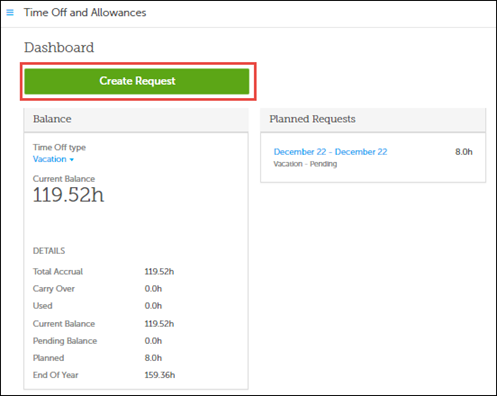 Time Off and Allowances
Dashboard
Create Request
Balance
Time Off type
Vacation
Current Balance
119.52h
DETAILS
Total Accrual 119.52h
Carry Over 0.0h
Used 0.0h
Current Balance 119.52h
Pending Balance 0.0h
Planned 8.0h
End Of Year 159.36h
Planned Requests
December 22 - December 22 8.0h
Vacation - Pending